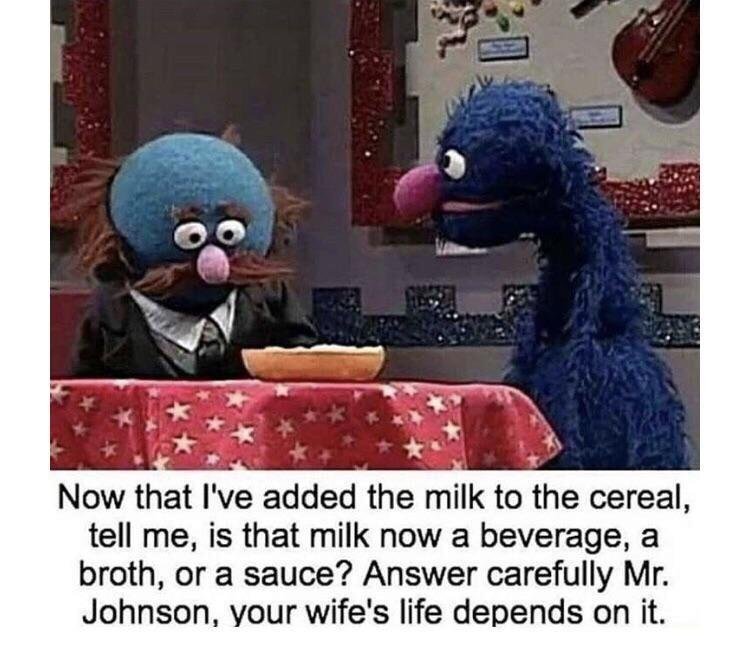 Now that I've added the milk to the cereal,
tell me, is that milk now a beverage, a
broth, or a sauce? Answer carefully Mr.
Johnson, your wife's life depends on it.